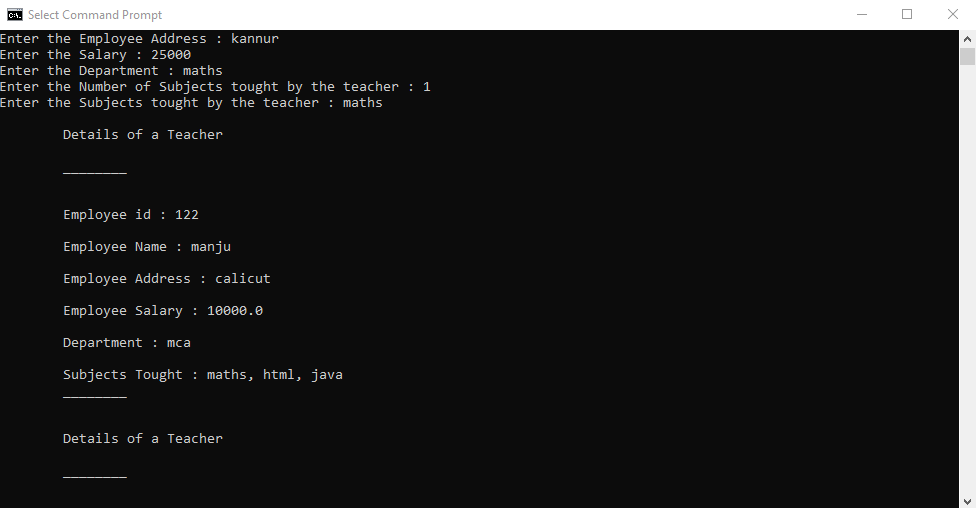 Select Command Prompt
Enter the Employee Address : kannur
Enter the Salary : 25000
Enter the Department : maths
Enter the Number of Subjects tought by the teacher : 1
Enter the Subjects tought by the teacher : maths
Details of a Teacher
________
Employee id : 122
Employee Name : manju
Employee Address : calicut
Employee Salary : 10000.0
Department : mca
Subjects Tought : maths, html, java
________
Details of a Teacher
________